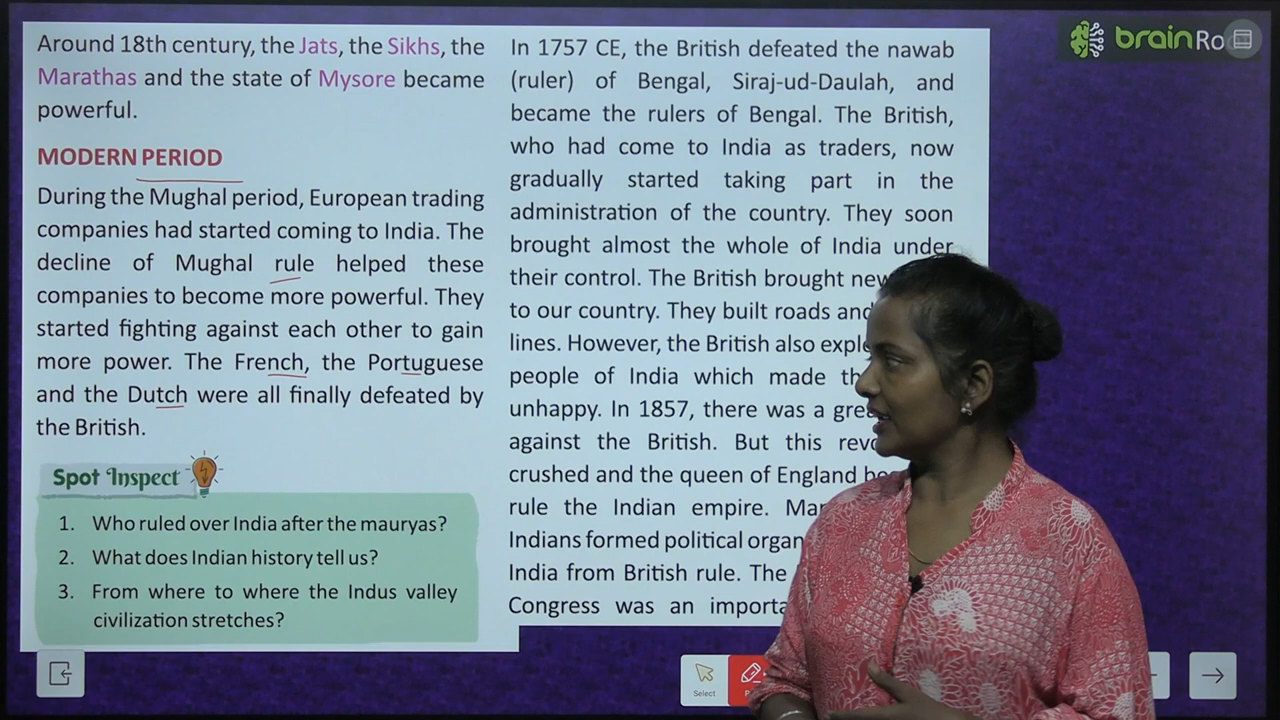 Around 18th century, the Jats, the Sikhs, the
Marathas and the state of Mysore became
powerful.
MODERN PERIOD
During the Mughal period, European trading
companies had started coming to India. The
decline of Mughal rule helped these
companies to become more powerful. They
started fighting against each other to gain
more power. The French, the Portuguese
and the Dutch were all finally defeated by
the British.
Spot Inspect
1. Who ruled over India after the mauryas?
2. What does Indian history tell us?
3. From where to where the Indus valley
civilization stretches?
In 1757 CE, the British defeated the nawab
(ruler) of Bengal, Siraj-ud-Daulah, and
became the rulers of Bengal. The British,
who had come to India as traders, now
gradually started taking part in the
administration of the country. They soon
brought almost the whole of India under
their control. The British brought new
to our country. They built roads and
lines. However, the British also
people of India which made
unhappy. In 1857, there was a
against the British. But this
crushed and the queen of England
rule the Indian empire.
Indians formed political
India from British rule. The
Congress was an
brain
Select